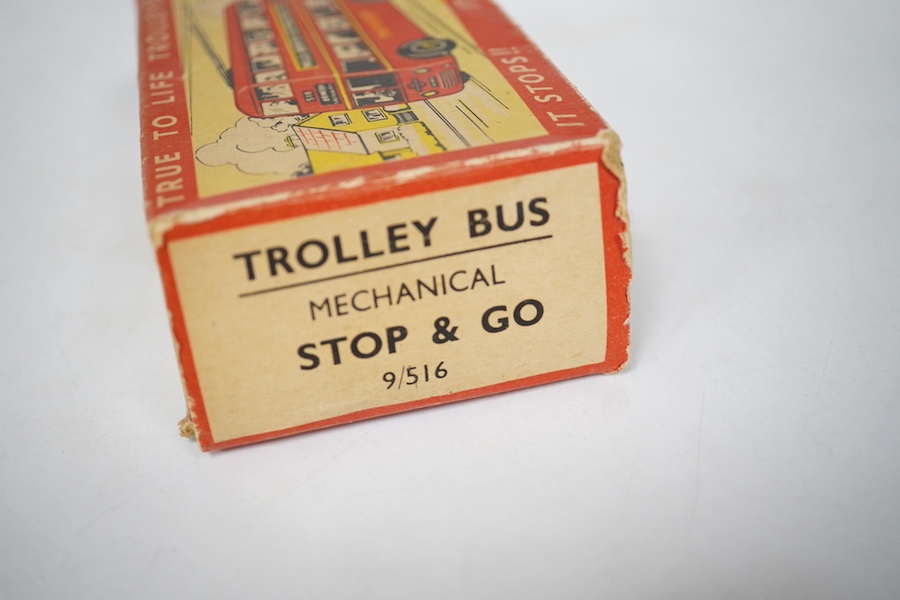 TRUE TO LIFE
IT STOPS!!
TROLLEY BUS
MECHANICAL
STOP & GO
9/516